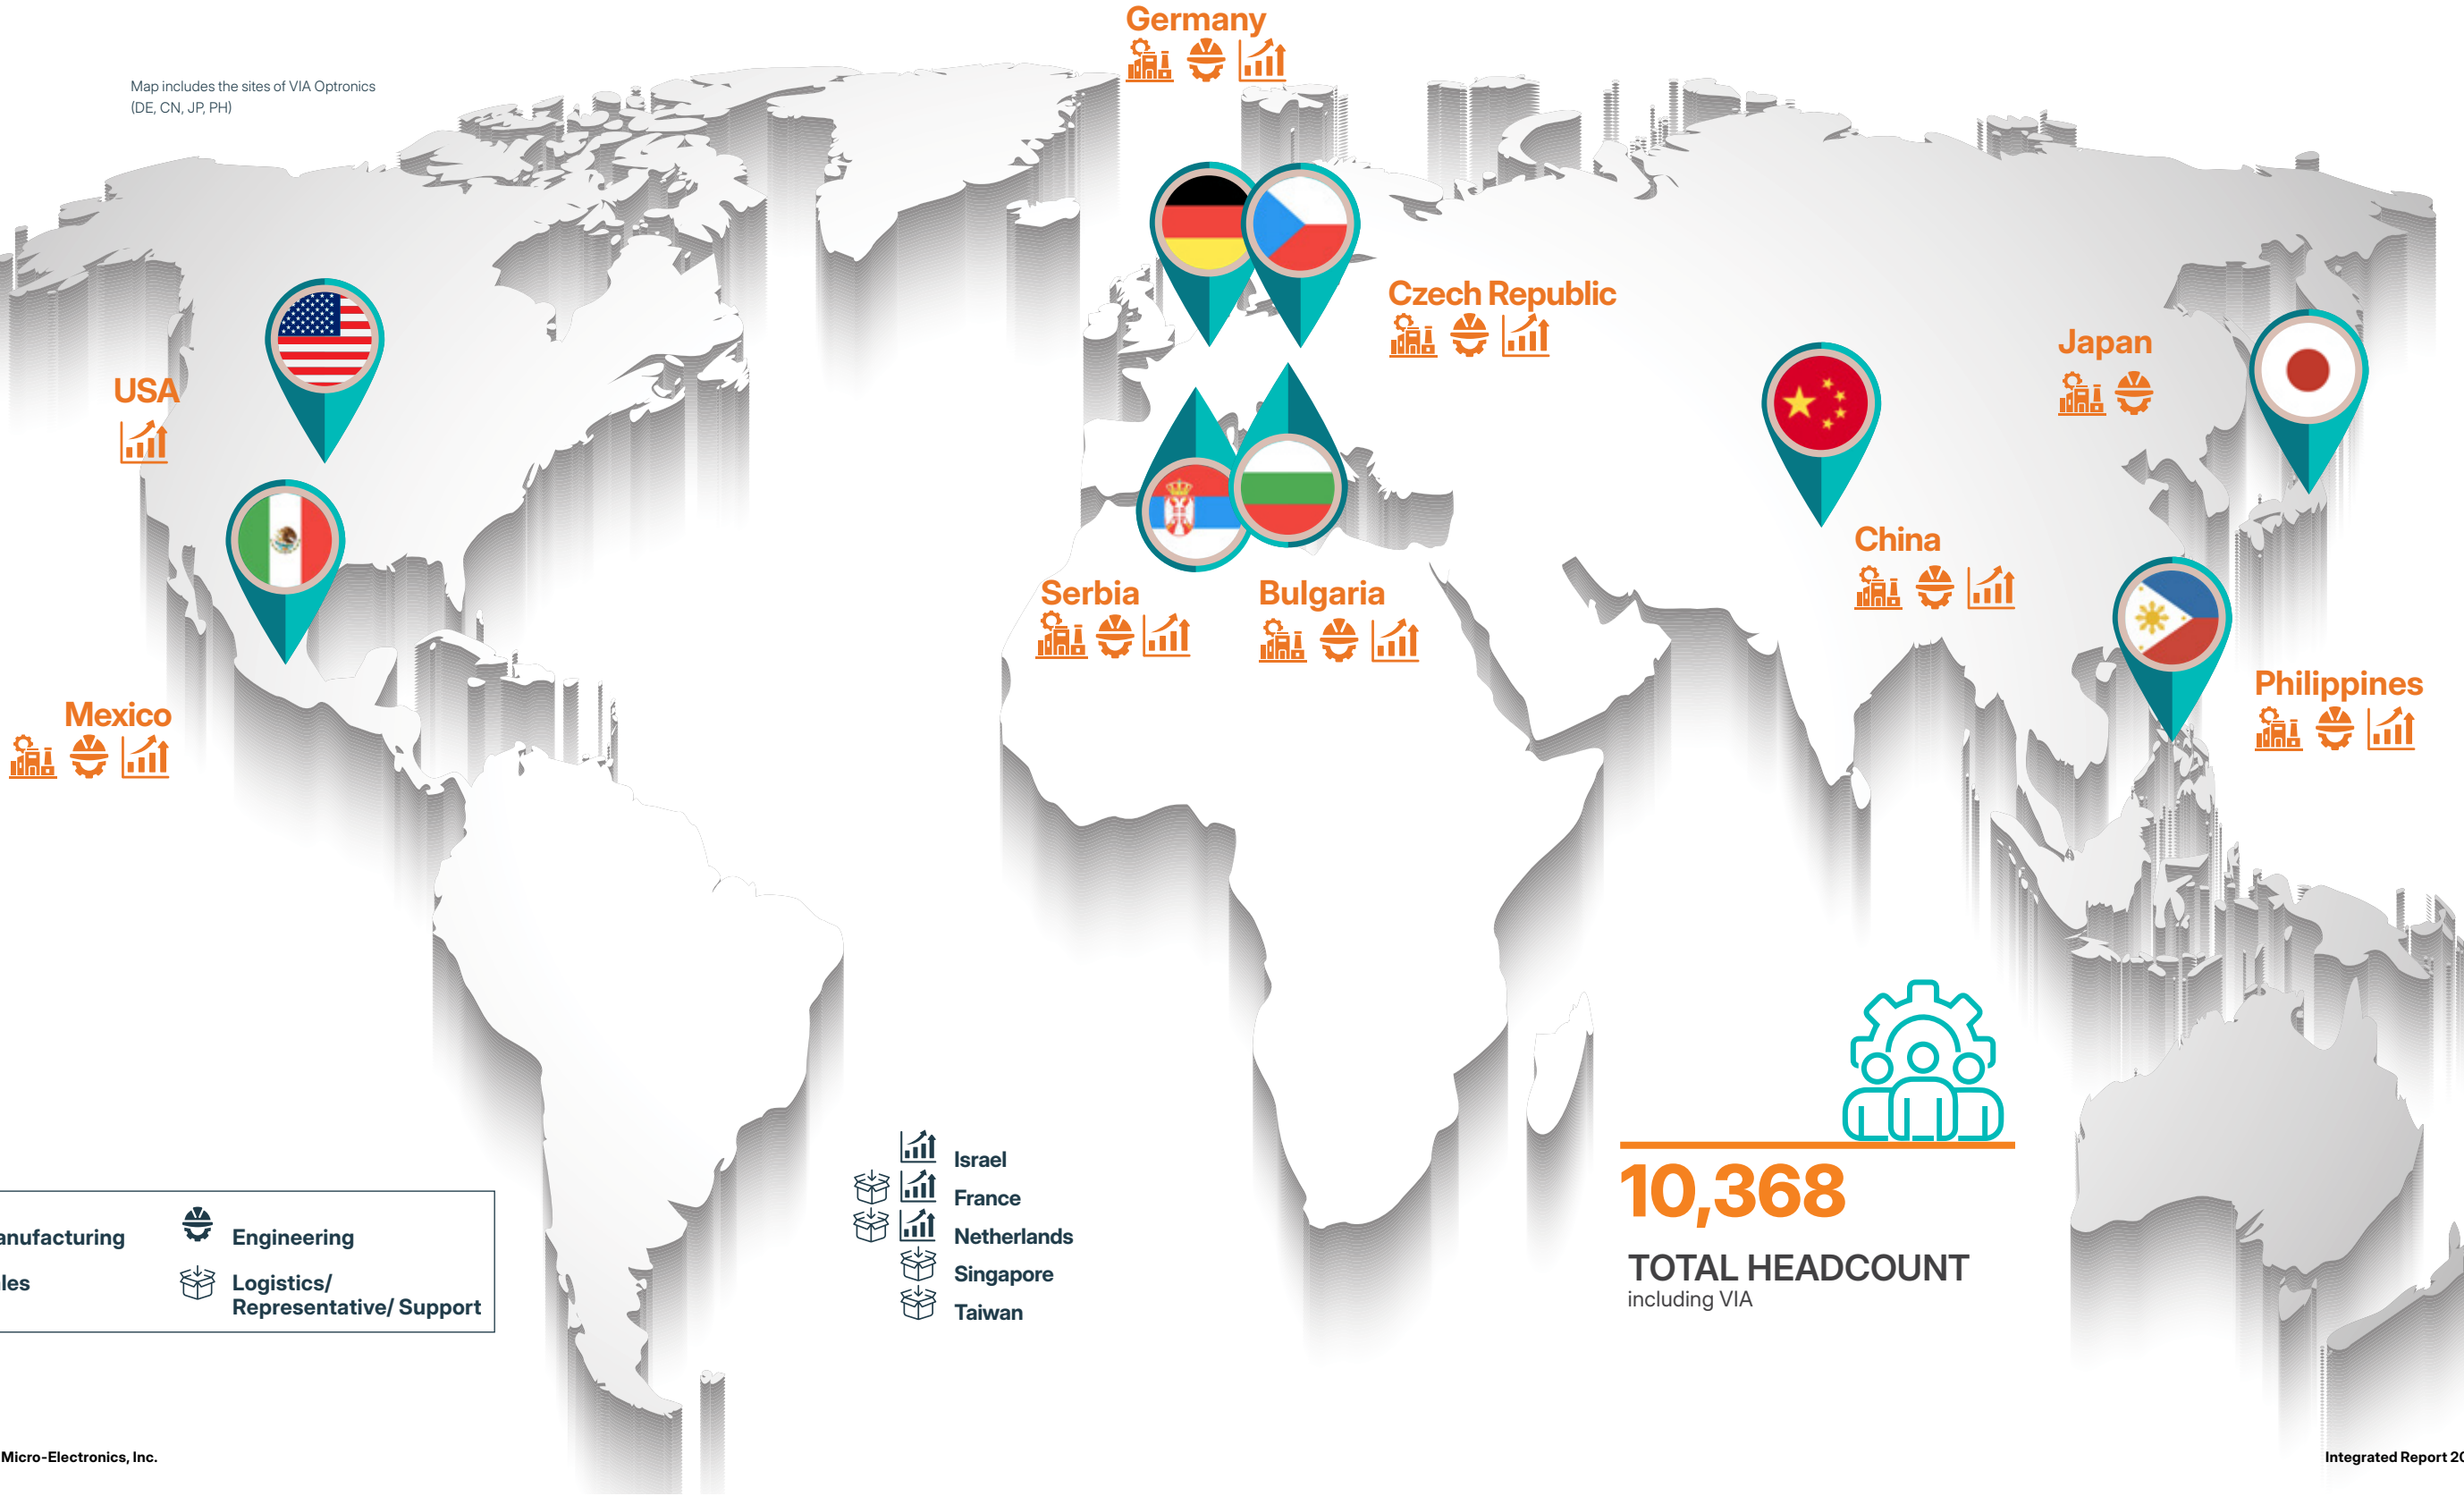 Germany
Map includes the sites of VIA Optronics
(DE, CN, JP, PH)
Czech Republic
Japan
USA
China
Serbia
Bulgaria
Philippines
Mexico
Israel
France
Netherlands
Singapore
Taiwan
10,368
TOTAL HEADCOUNT
including VIA
anufacturing
Engineering
les
Logistics/
Representative/ Support
Micro-Electronics, Inc.
Integrated Report 20